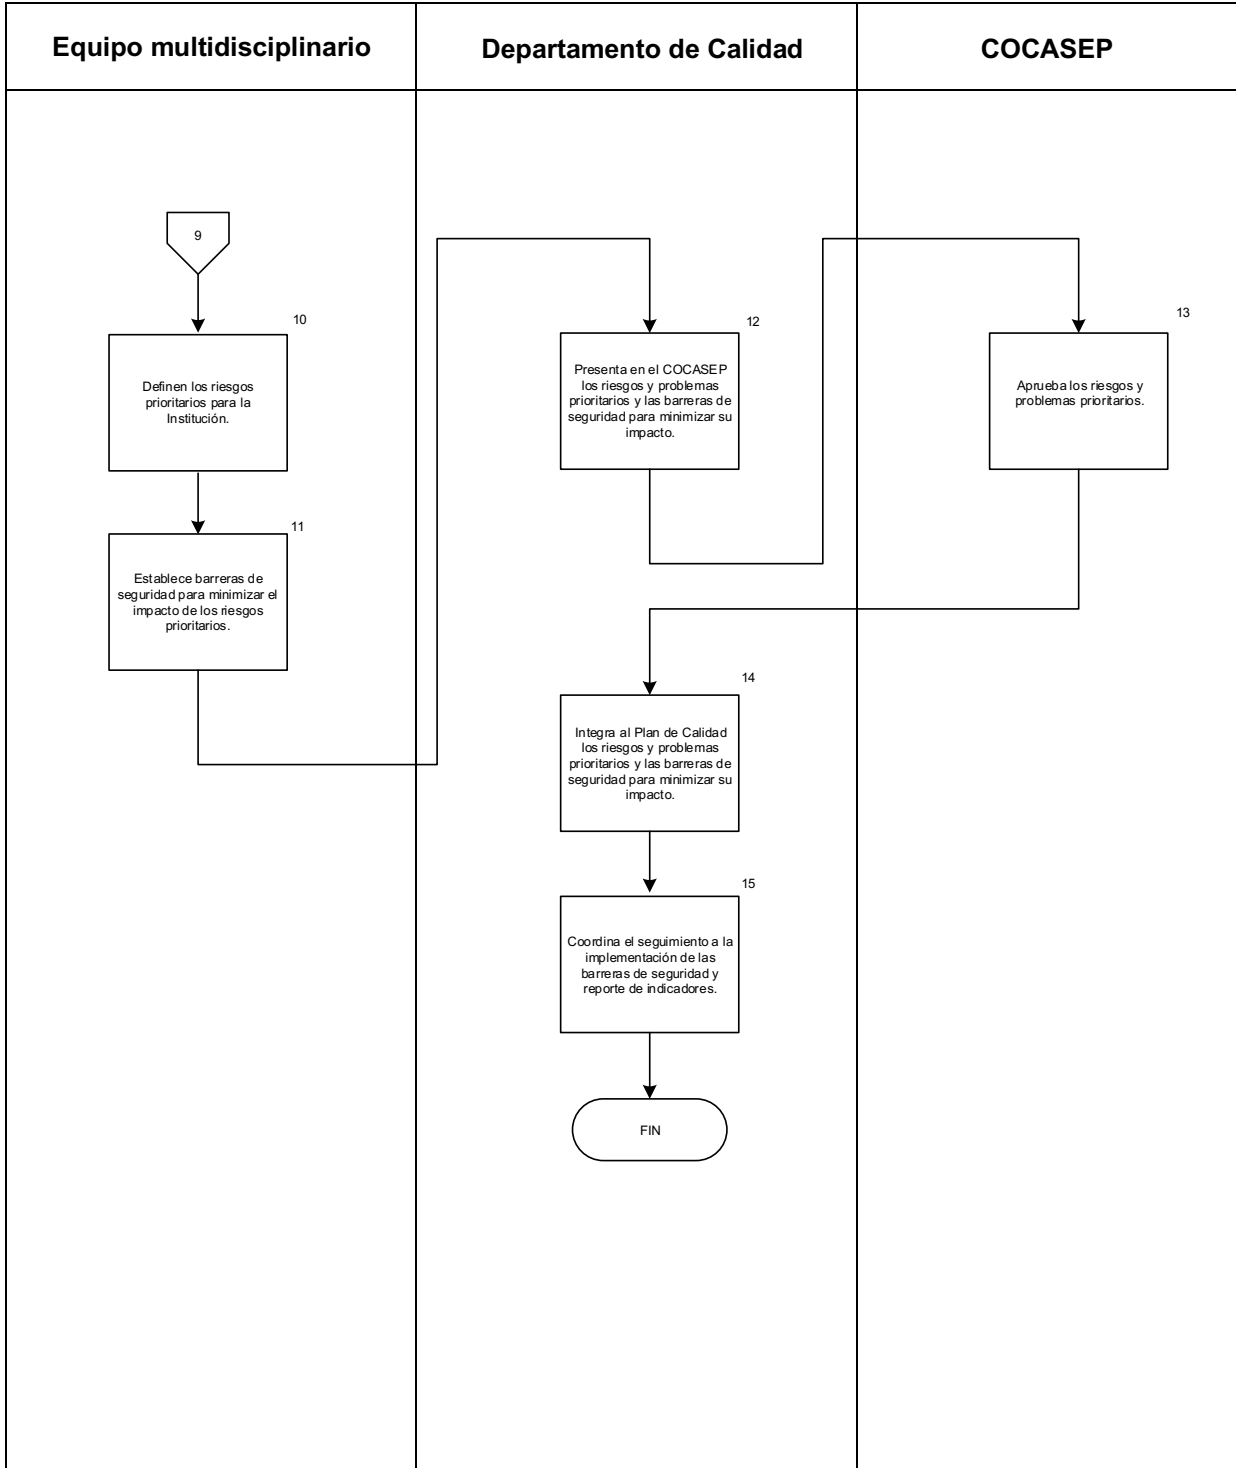 Equipo multidisciplinario
Departamento de Calidad
COCASEP
9
10
Definen los riesgos
prioritarios para la
Institución.
11
Establece barreras de
seguridad para minimizar el
impacto de los riesgos
prioritarios.
12
Presenta en el COCASEP
los riesgos y problemas
prioritarios y las barreras de
seguridad para minimizar su
impacto.
13
Aprueba los riesgos y
problemas prioritarios.
14
Integra al Plan de Calidad
los riesgos y problemas
prioritarios y las barreras de
seguridad para minimizar su
impacto.
15
Coordina el seguimiento a la
implementación de las
barreras de seguridad y
reporte de indicadores.
FIN